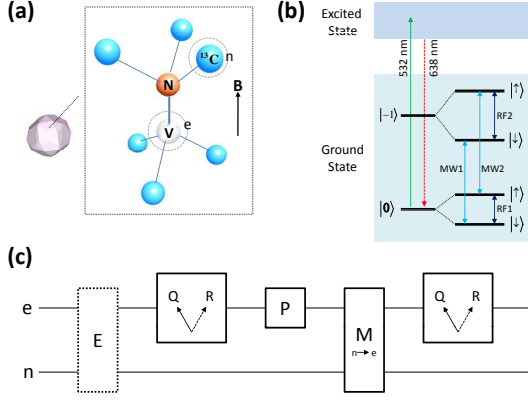 (a)
¹³C
n
N
B
V
e
(b)
Excited
State
532 nm
638 nm
|−1⟩
|↑⟩
RF2
|↓⟩
Ground
State
MW1
MW2
|0⟩
|↑⟩
RF1
|↓⟩
(c)
e
n
E
Q R
P
M
n→e
Q R